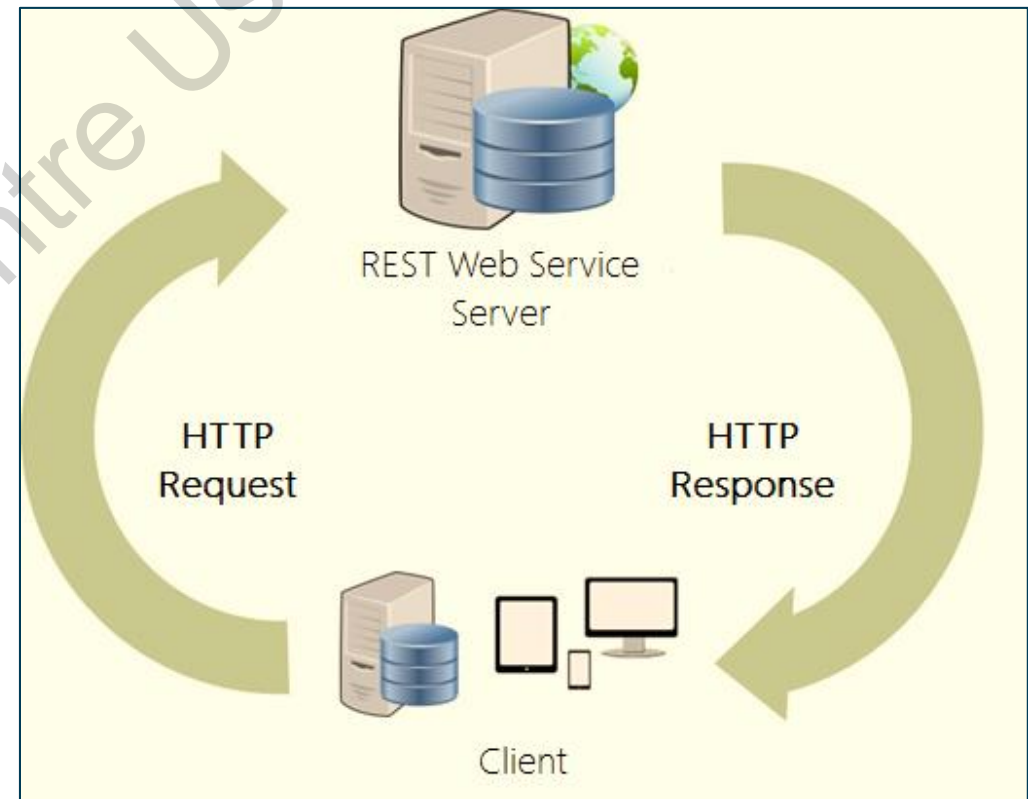 REST Web Service
Server
HTTP
Request
HTTP
Response
Client